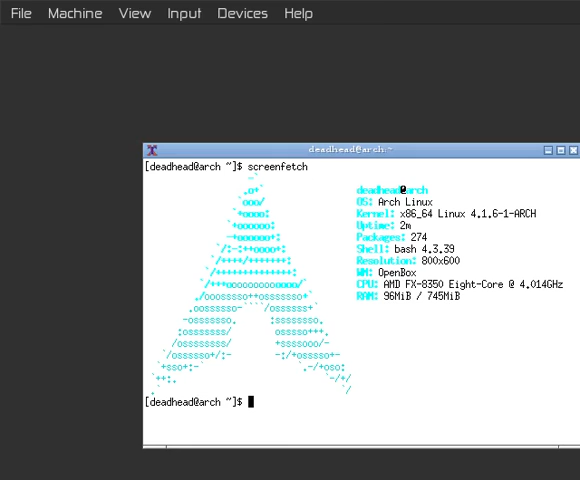 File Machine View Input Devices Help
deadhead@arch:~
[deadhead@arch ~]$ screenfetch
deadhead@arch
OS: Arch Linux
Kernel: x86_64 Linux 4.1.6-1-ARCH
Uptime: 2m
Packages: 274
Shell: bash 4.3.39
Resolution: 800x600
WM: OpenBox
CPU: AMD FX-8350 Eight-Core @ 4.014GHz
RAM: 96MiB / 745MiB
[deadhead@arch ~]$